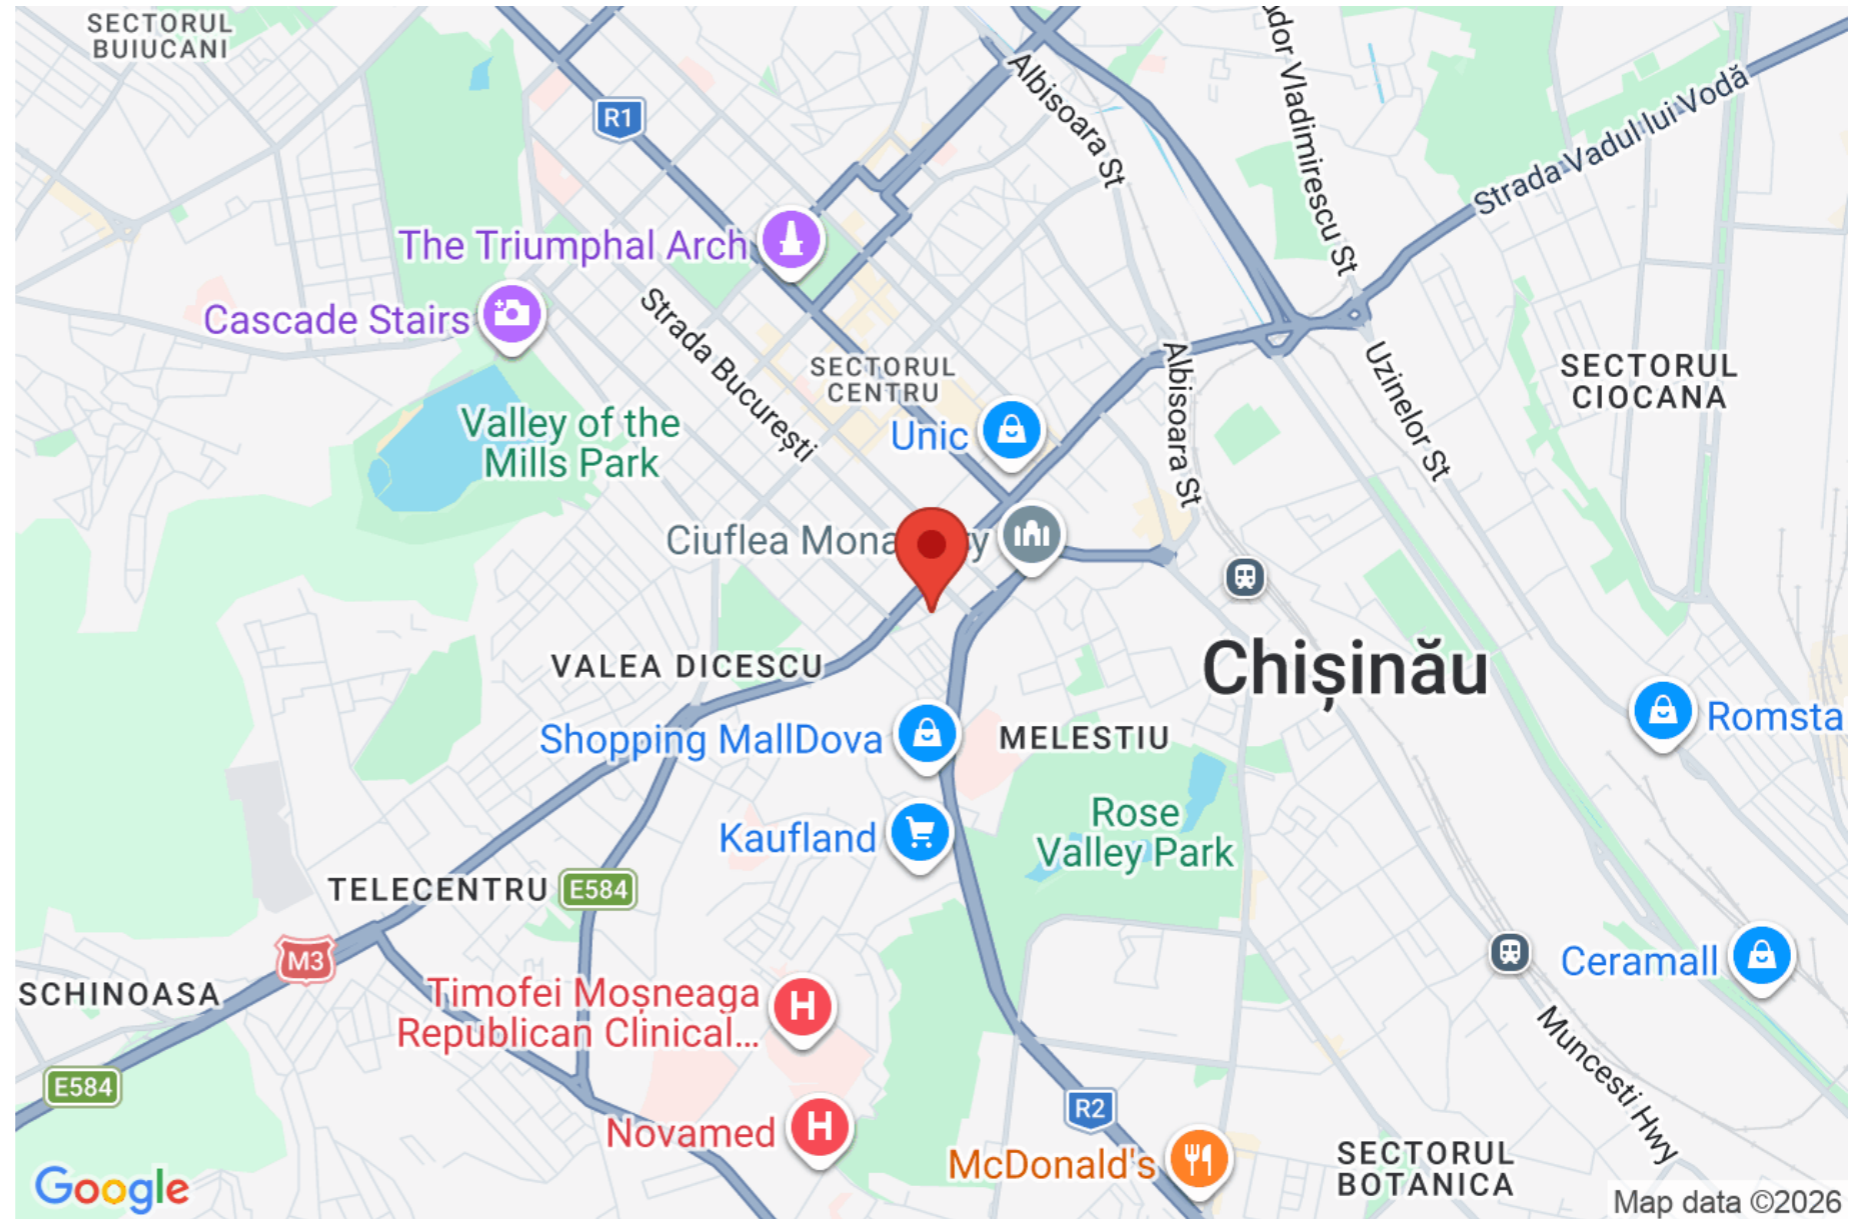 SECTORUL
BUIUCANI
R1
Albisoara St
udor Vladimirescu St
Strada Vadul lui Vodă
The Triumphal Arch
Cascade Stairs
Strada București
SECTORUL
CENTRU
Albisoara St
Uzinelor St
SECTORUL
CIOCANA
Valley of the
Mills Park
Unic
Ciuflea Mona y
VALEA DICESCU
Chișinău
Shopping MallDova
MELESTIU
Romsta
Kaufland
Rose
Valley Park
TELECENTRU
E584
M3
SCHINOASA
Timofei Moșneaga
Republican Clinical...
Ceramall
E584
Muncesti Hwy
R2
Novamed
McDonald's
SECTORUL
BOTANICA
Google
Map data ©2026